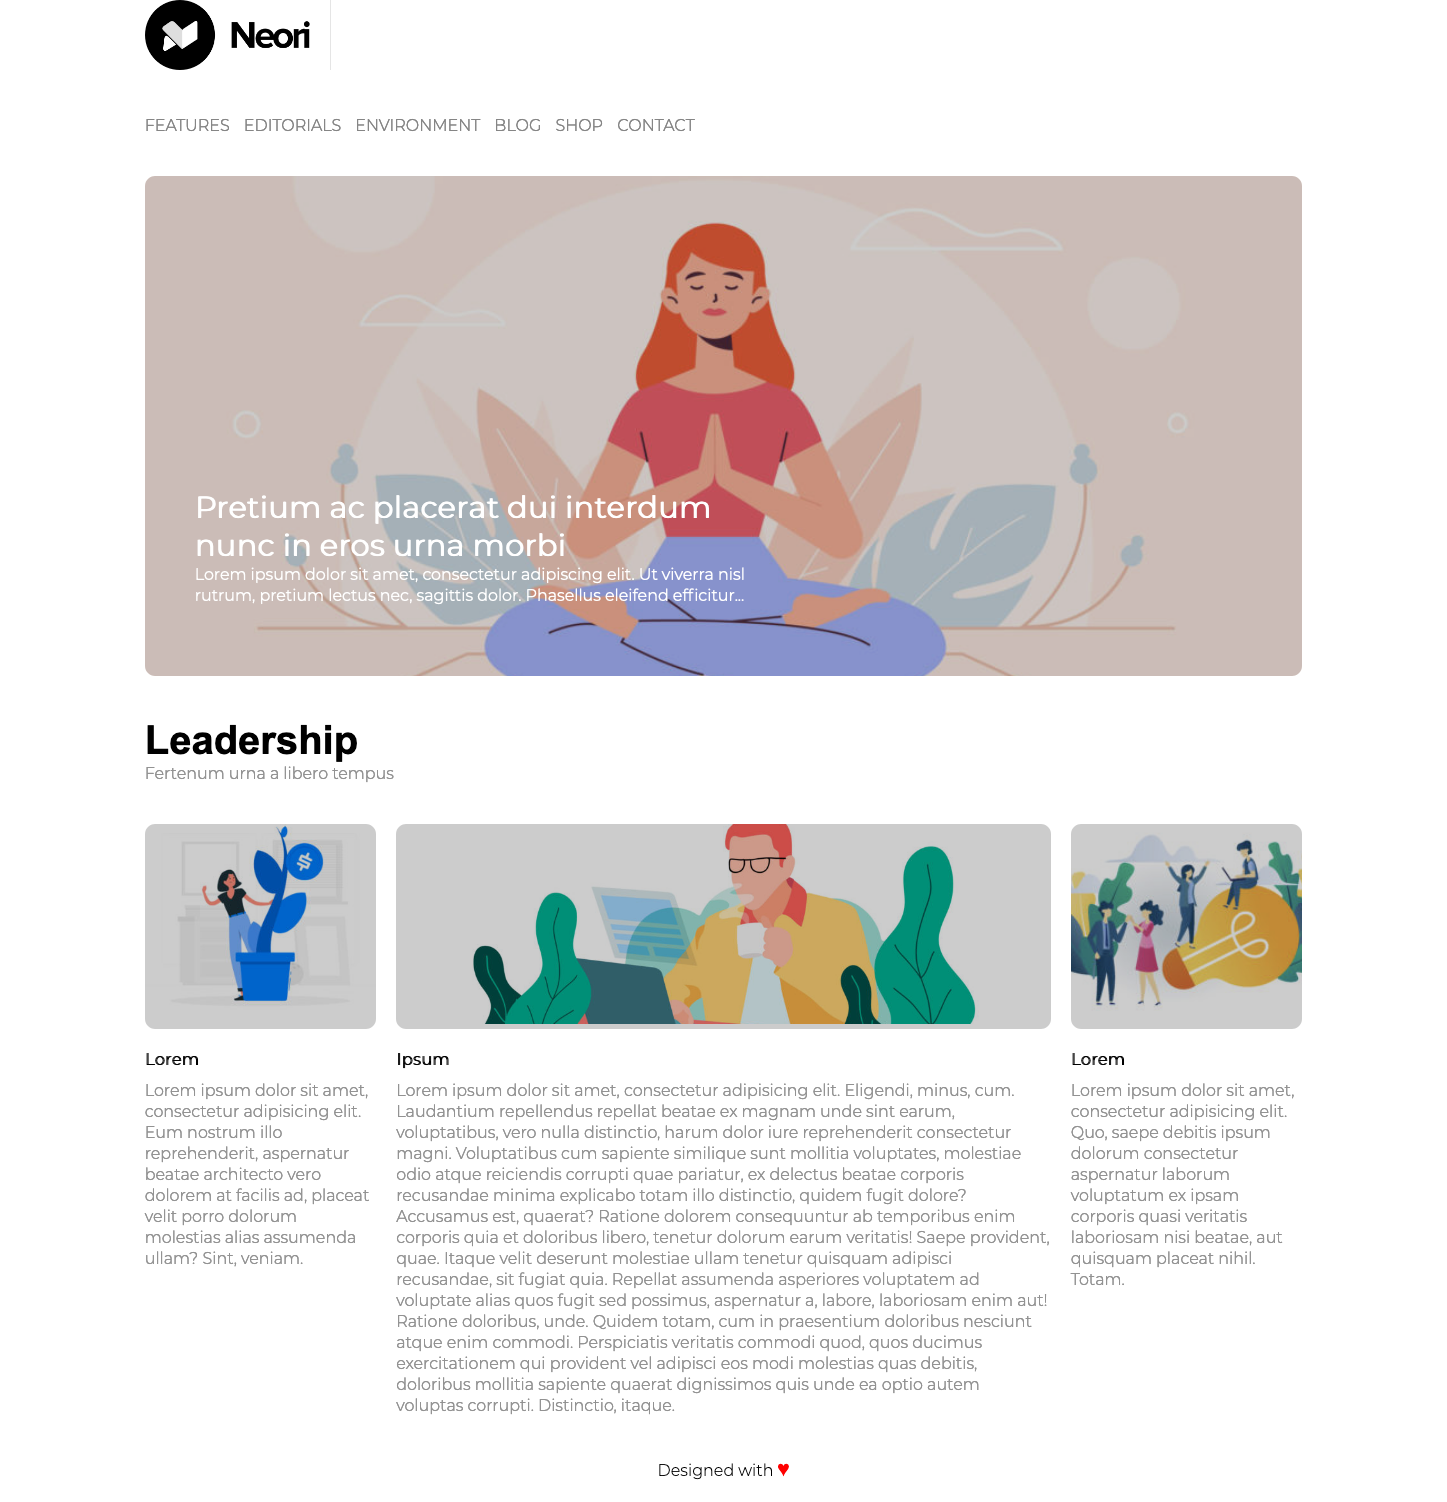 Neori
FEATURES EDITORIALS ENVIRONMENT BLOG SHOP CONTACT
Pretium ac placerat dui interdum
nunc in eros urna morbi
Lorem ipsum dolor sit amet, consectetur adipiscing elit. Ut viverra nisl
rutrum, pretium lectus nec, sagittis dolor. Phasellus eleifend efficitur...
Leadership
Fertenum urna a libero tempus
$
Lorem
Lorem ipsum dolor sit amet,
consectetur adipisicing elit.
Eum nostrum illo
reprehenderit, aspernatur
beatae architecto vero
dolorem at facilis ad, placeat
velit porro dolorum
molestias alias assumenda
ullam? Sint, veniam.
Ipsum
Lorem ipsum dolor sit amet, consectetur adipisicing elit. Eligendi, minus, cum.
Laudantium repellendus repellat beatae ex magnam unde sint earum,
voluptatibus, vero nulla distinctio, harum dolor iure reprehenderit consectetur
magni. Voluptatibus cum sapiente similique sunt mollitia voluptates, molestiae
odio atque reiciendis corrupti quae pariatur, ex delectus beatae corporis
recusandae minima explicabo totam illo distinctio, quidem fugit dolore?
Accusamus est, quaerat? Ratione dolorem consequuntur ab temporibus enim
corporis quia et doloribus libero, tenetur dolorum earum veritatis! Saepe provident,
quae. Itaque velit deserunt molestiae ullam tenetur quisquam adipisci
recusandae, sit fugiat quia. Repellat assumenda asperiores voluptatem ad
voluptate alias quos fugit sed possimus, aspernatur a, labore, laboriosam enim aut!
Ratione doloribus, unde. Quidem totam, cum in praesentium doloribus nesciunt
atque enim commodi. Perspiciatis veritatis commodi quod, quos ducimus
exercitationem qui provident vel adipisci eos modi molestias quas debitis,
doloribus mollitia sapiente quaerat dignissimos quis unde ea optio autem
voluptas corrupti. Distinctio, itaque.
Lorem
Lorem ipsum dolor sit amet,
consectetur adipisicing elit.
Quo, saepe debitis ipsum
dolorum consectetur
aspernatur laborum
voluptatum ex ipsam
corporis quasi veritatis
laboriosam nisi beatae, aut
quisquam placeat nihil.
Totam.
Designed with ♥